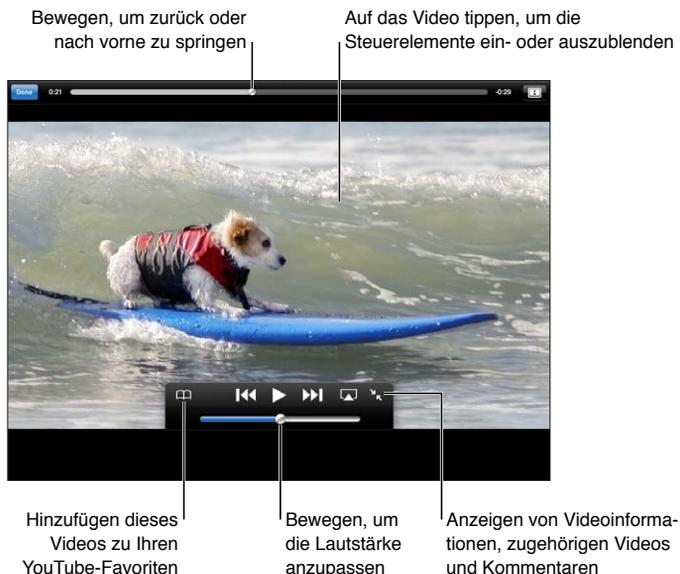 Bewegen, um zurück oder
nach vorne zu springen
Auf das Video tippen, um die
Steuerelemente ein- oder auszublenden
Done
0:21
-0:29
Hinzufügen dieses
Videos zu Ihren
YouTube-Favoriten
Bewegen, um
die Lautstärke
anzupassen
Anzeigen von Videoinforma-
tionen, zugehörigen Videos
und Kommentaren